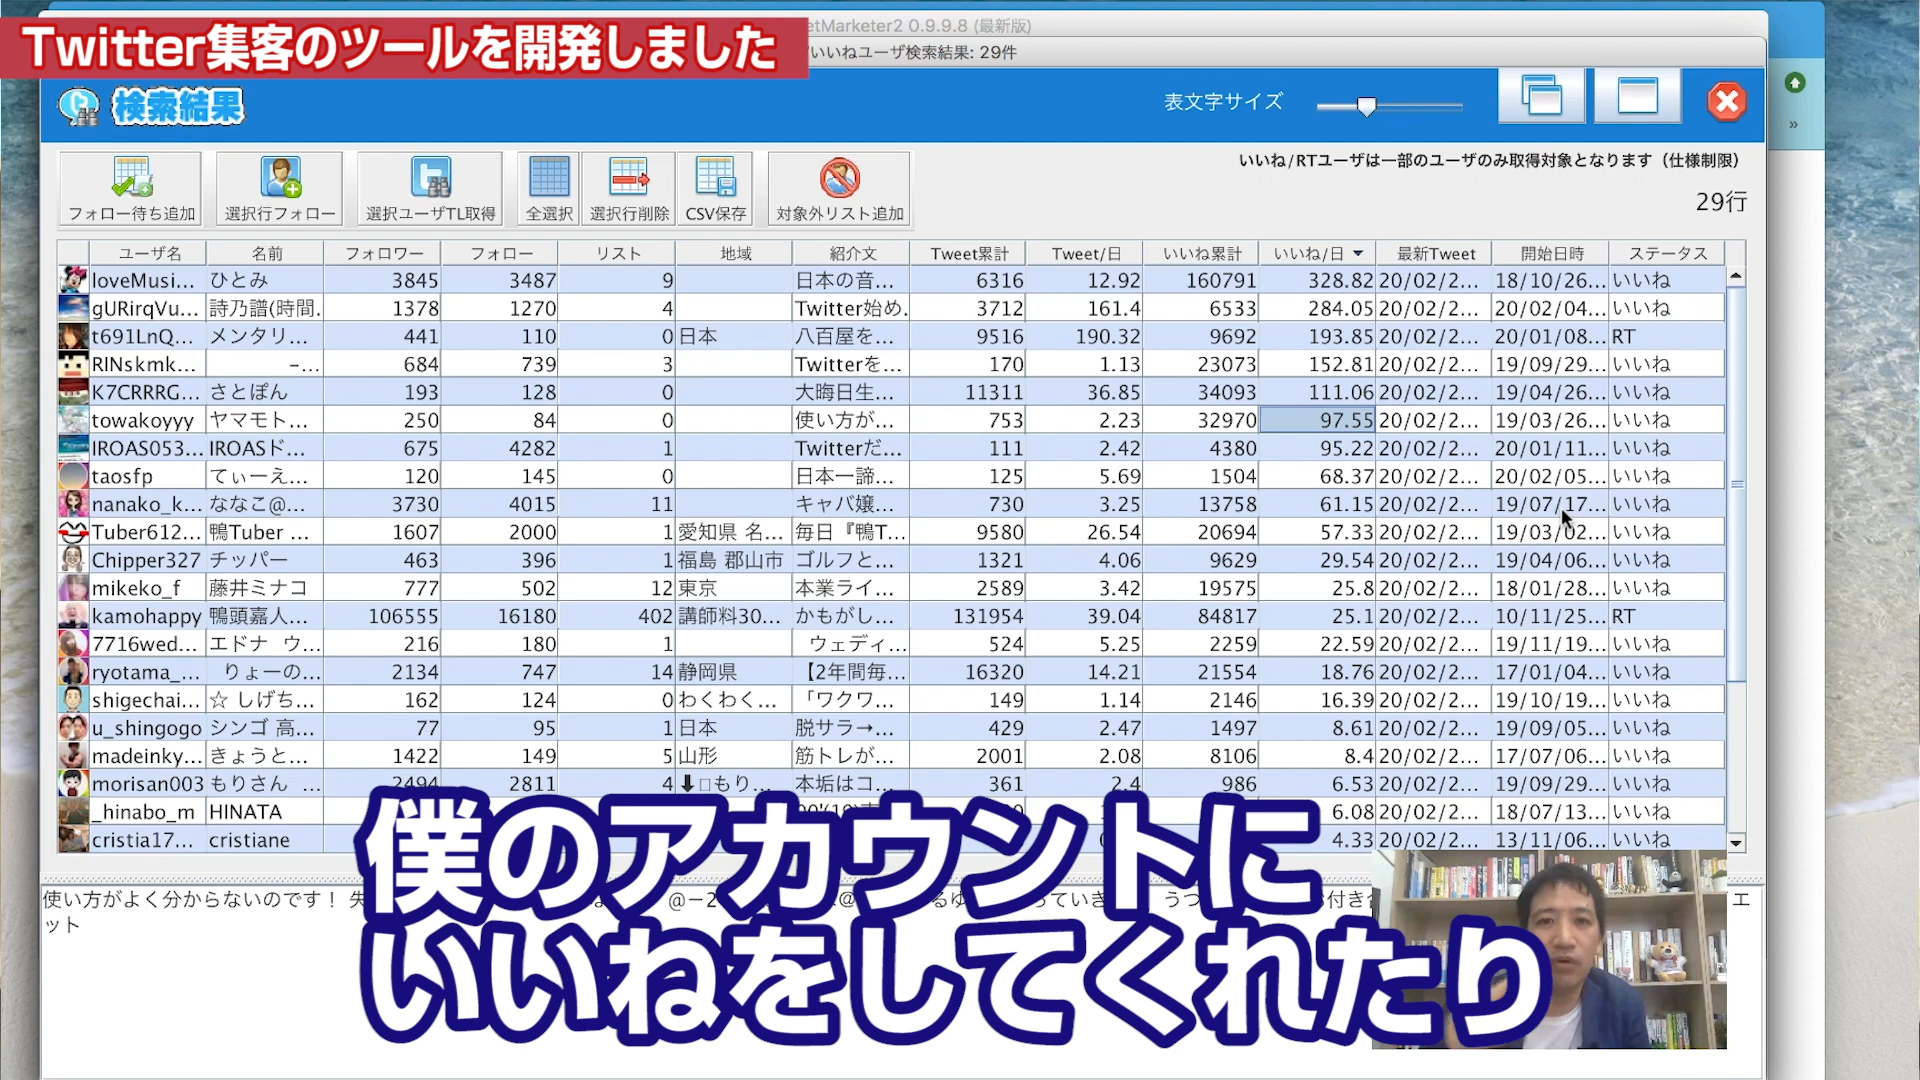 Twitter集客のツールを開発しました
etMarketer2 0.9.9.8 (最新版)
いいねユーザ検索結果: 29件
検索結果
表文字サイズ
いいね/RTユーザは一部のユーザのみ取得対象となります（仕様制限）
29行
フォロー待ち追加 選択行フォロー 選択ユーザTL取得 全選択 選択行削除 CSV保存 対象外リスト追加
ユーザ名 名前 フォロワー フォロー リスト 地域 紹介文 Tweet累計 Tweet/日 いいね累計 いいね/日 最新Tweet 開始日時 ステータス
loveMusi... ひとみ 3845 3487 9 日本の音... 6316 12.92 160791 328.82 20/02/2... 18/10/26... いいね
gURirqVu... 詩乃譜(時間. 1378 1270 4 Twitter始め. 3712 161.4 6533 284.05 20/02/2... 20/02/04... いいね
t691LnQ... メンタリ... 441 110 0 日本 八百屋を... 9516 190.32 9692 193.85 20/02/2... 20/01/08... RT
RINskmk... –... 684 739 3 Twitterを... 170 1.13 23073 152.81 20/02/2... 19/09/29... いいね
K7CRRRG... さとぽん 193 128 0 大晦日生... 11311 36.85 34093 111.06 20/02/2... 19/04/26... いいね
towakoyyy ヤマモト... 250 84 0 使い方が... 753 2.23 32970 97.55 20/02/2... 19/03/26... いいね
IROAS053... IROASド... 675 4282 1 Twitterだ... 111 2.42 4380 95.22 20/02/2... 20/01/11... いいね
taosfp てぃーえ... 120 145 0 日本一諦... 125 5.69 1504 68.37 20/02/2... 20/02/05... いいね
nanako_k... ななこ@... 3730 4015 11 キャバ嬢... 730 3.25 13758 61.15 20/02/2... 19/07/17... いいね
Tuber612... 鴨Tuber ... 1607 2000 1 愛知県 名... 毎日『鴨T... 9580 26.54 20694 57.33 20/02/2... 19/03/02... いいね
Chipper327 チッパー 463 396 1 福島 郡山市 ゴルフと... 1321 4.06 9629 29.54 20/02/2... 19/04/06... いいね
mikeko_f 藤井ミナコ 777 502 12 東京 本業ライ... 2589 3.42 19575 25.8 20/02/2... 18/01/28... いいね
kamohappy 鴨頭嘉人... 106555 16180 402 講師料30... かもがし... 131954 39.04 84817 25.1 20/02/2... 10/11/25... RT
7716wed... エドナ ウ... 216 180 1 ウェディ... 524 5.25 2259 22.59 20/02/2... 19/11/19... いいね
ryotama_... りょーの... 2134 747 14 静岡県 【2年間毎... 16320 14.21 21554 18.76 20/02/2... 17/01/04... いいね
shigechai... ☆ しげち... 162 124 0 わくわく... 「ワクワ... 149 1.14 2146 16.39 20/02/2... 19/10/19... いいね
u_shingogo シンゴ 高... 77 95 1 日本 脱サラ→... 429 2.47 1497 8.61 20/02/2... 19/09/05... いいね
madeinky... きょうと... 1422 149 5 山形 筋トレが... 2001 2.08 8106 8.4 20/02/2... 17/07/06... いいね
morisan003 もりさん ... 2494 2811 4 ⬇□もり... 本垢はコ... 361 2.4 986 6.53 20/02/2... 19/09/29... いいね
_hinabo_m HINATA 6.08 20/02/2... 18/07/13... いいね
cristia17... cristiane 4.33 20/02/2... 13/11/06... いいね
使い方がよく分からないのです！
エ
ット
僕のアカウントに
いいねをしてくれたり